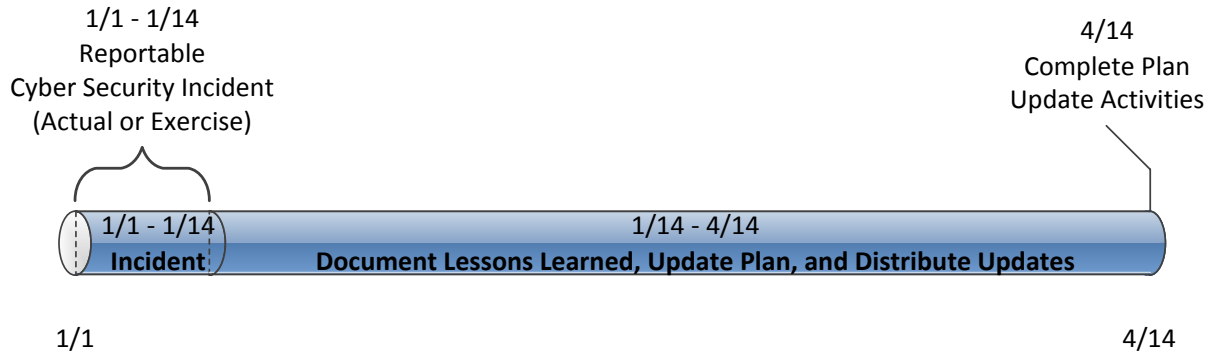 1/1 - 1/14
Reportable
Cyber Security Incident
(Actual or Exercise)
4/14
Complete Plan
Update Activities
1/1 - 1/14
Incident
1/14 - 4/14
Document Lessons Learned, Update Plan, and Distribute Updates
1/1
4/14